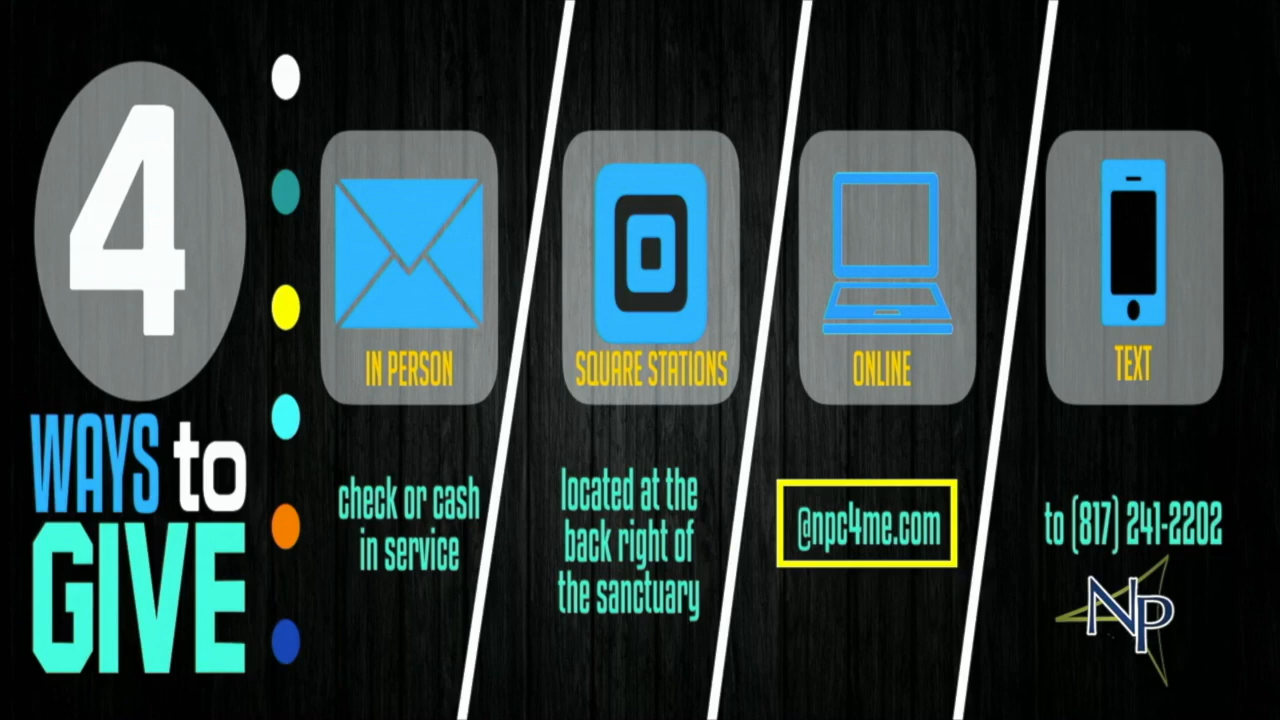 4
WAYS to
GIVE
IN PERSON
check or cash
in service
SQUARE STATIONS
located at the
back right of
the sanctuary
ONLINE
@npc4me.com
TEXT
to (817) 241-2202
NP